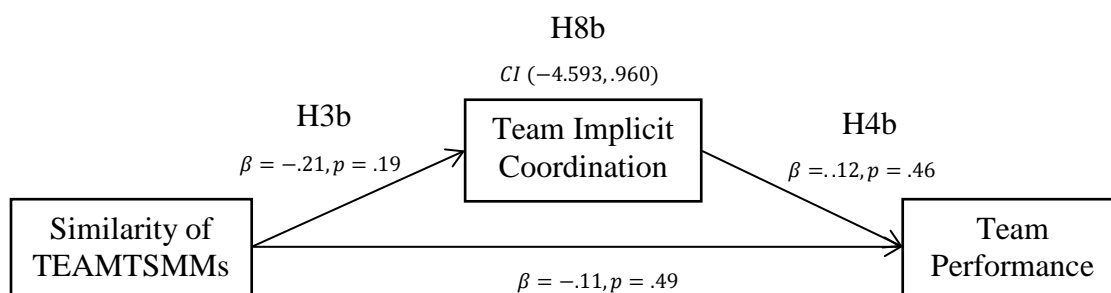 H8b
CI (−4.593, .960)
Team Implicit
Coordination
H3b
β = −.21, p = .19
H4b
β =. .12, p = .46
Similarity of
TEAMTSMMs
Team
Performance
β = −.11, p = .49